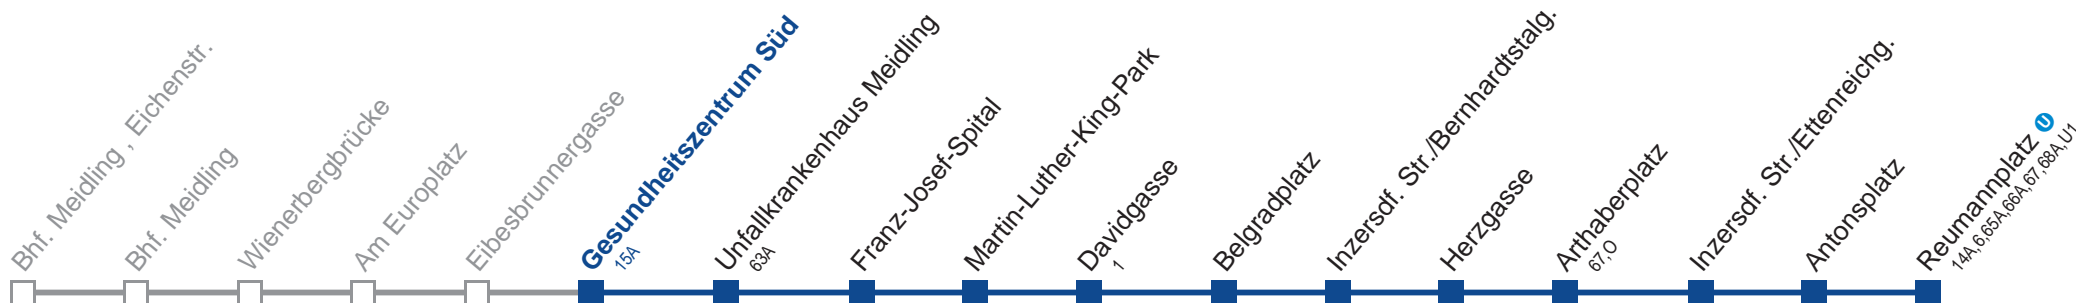 Bhf. Meidling , Eichenstr.
Bhf. Meidling
Wienerbergbrücke
Am Europlatz
Eibesbrunnergasse
Gesundheitszentrum Süd
15A
Unfallkrankenhaus Meidling
63A
Franz-Josef-Spital
Martin-Luther-King-Park
Davidgasse
1
Belgradplatz
Inzersdf. Str./Bernhardtstalg.
Herzgasse
Arthaberplatz
67,O
Inzersdf. Str./Ettenreichg.
Antonsplatz
Reumannplatz U
14A,6,65A,66A,67,68A,U1